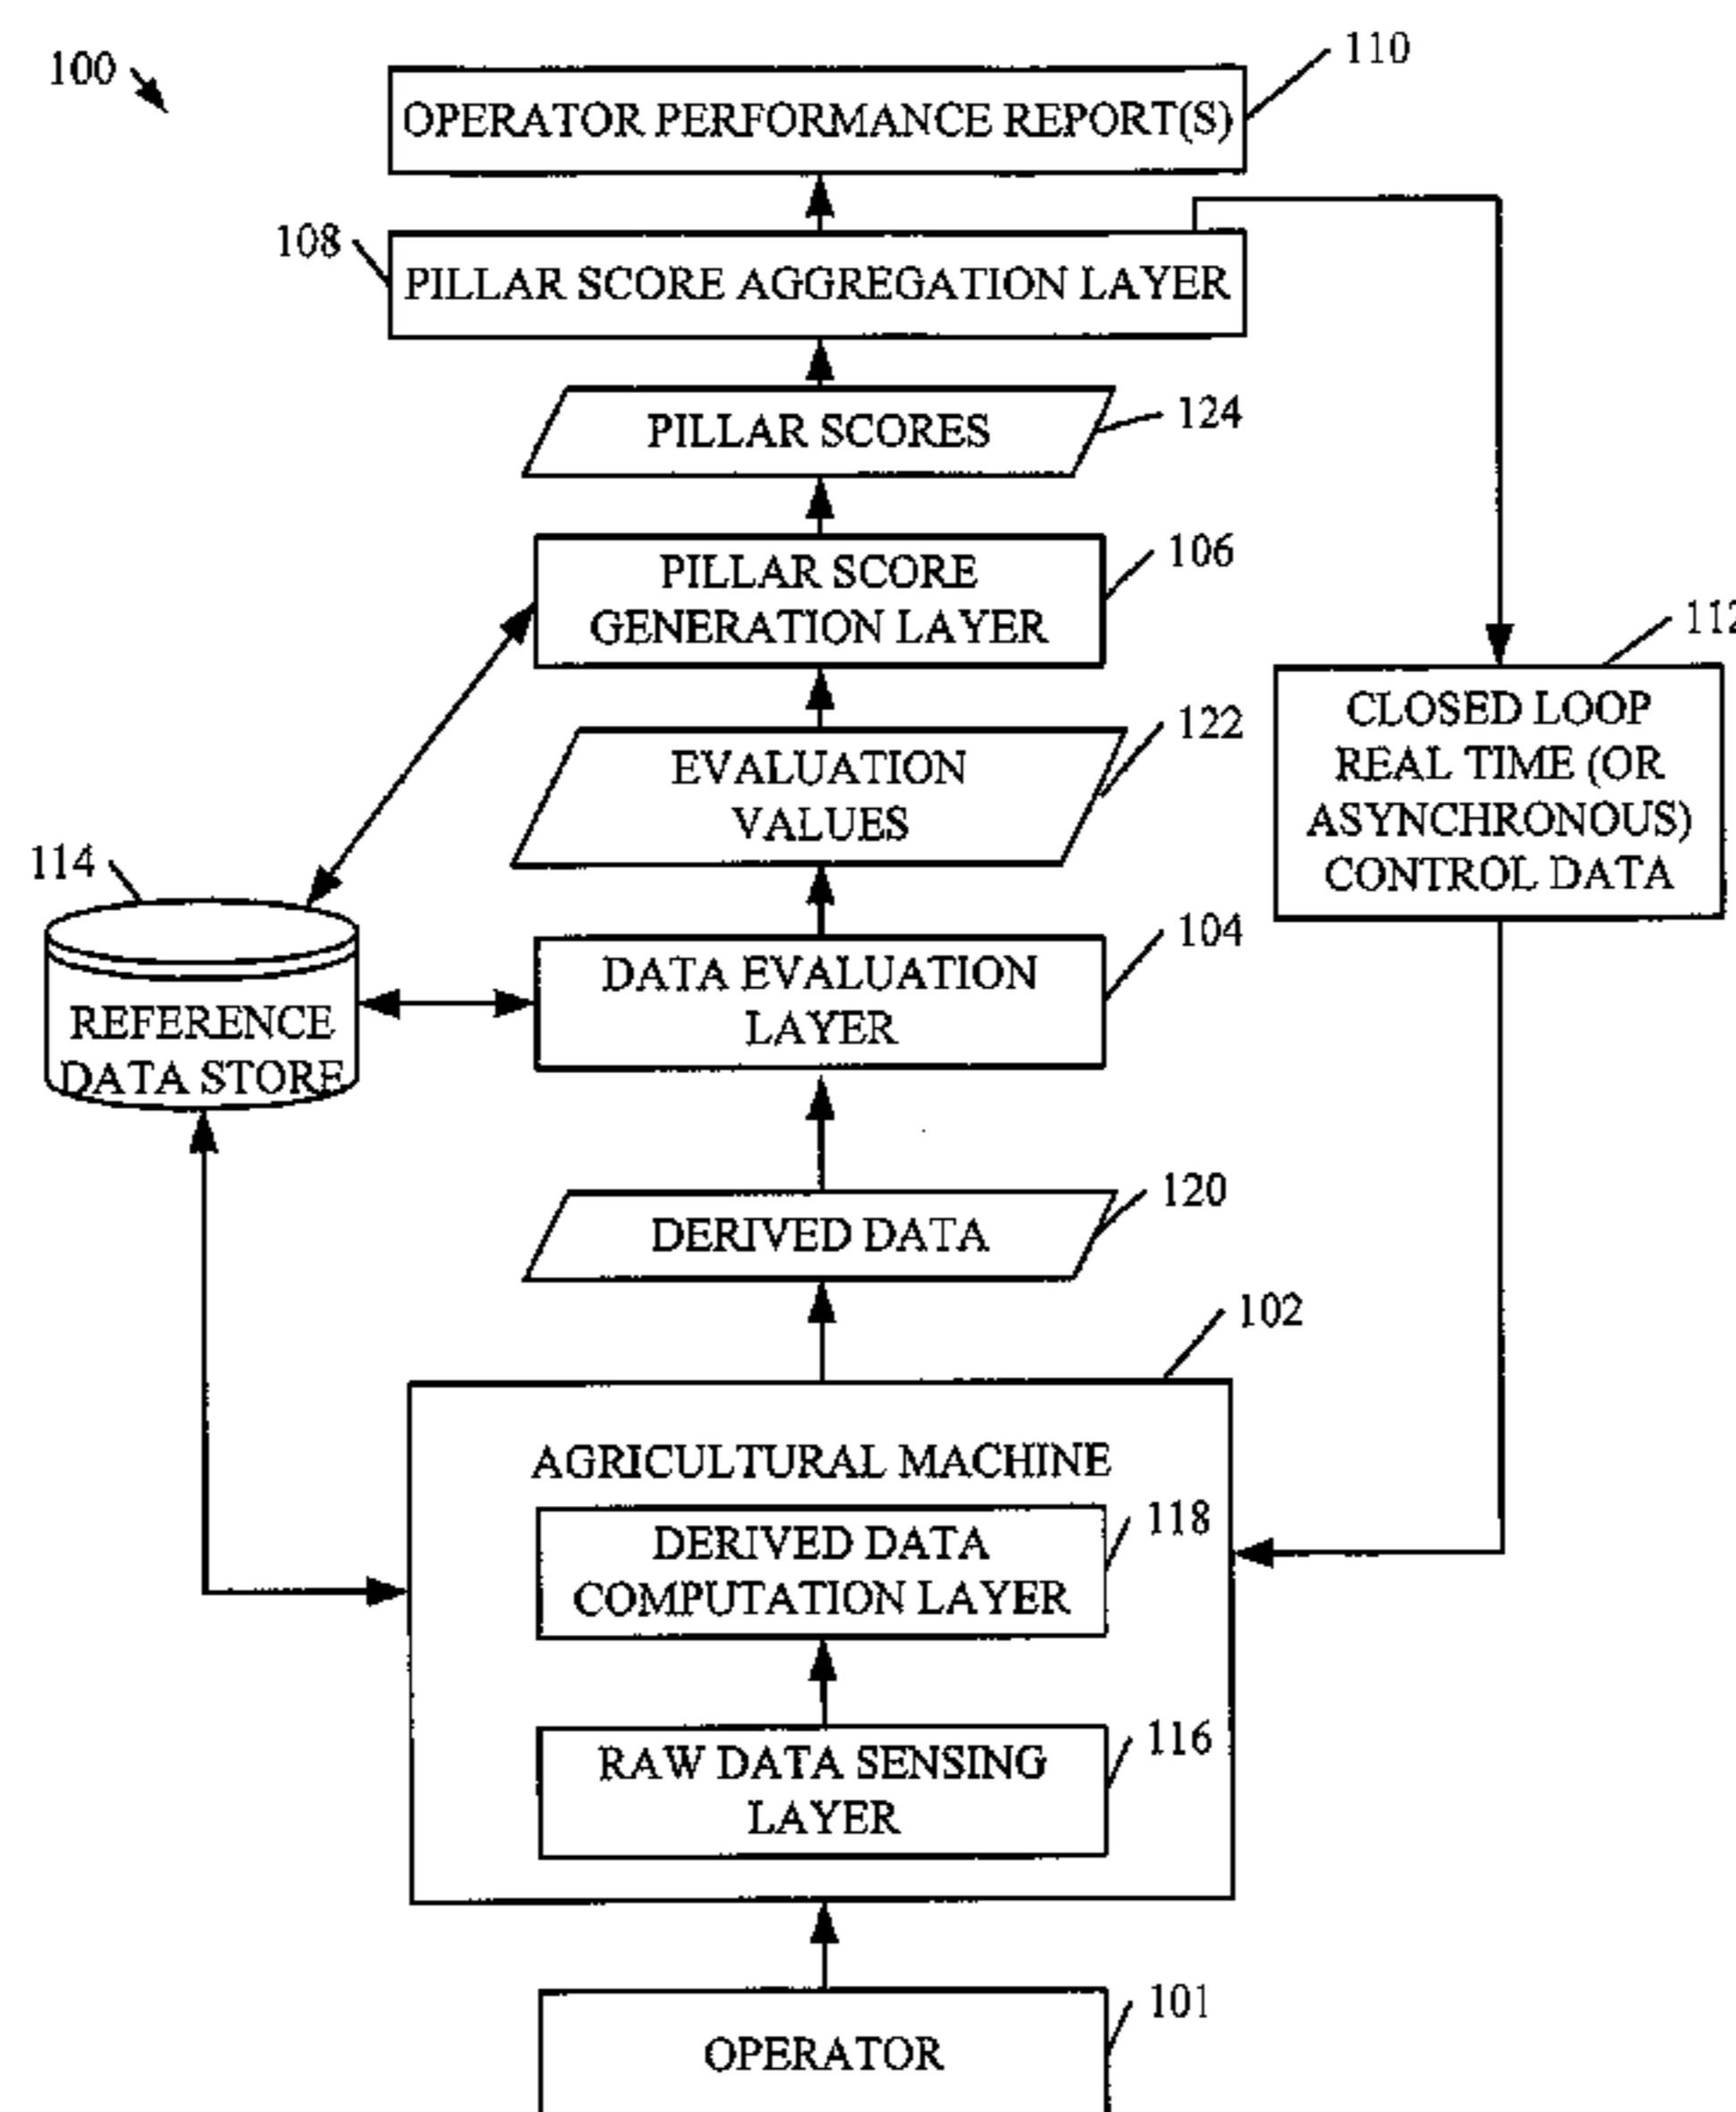 100
110
OPERATOR PERFORMANCE REPORT(S)
108
PILLAR SCORE AGGREGATION LAYER
PILLAR SCORES
124
PILLAR SCORE
GENERATION LAYER
106
112
CLOSED LOOP
REAL TIME (OR
ASYNCHRONOUS)
CONTROL DATA
EVALUATION
VALUES
122
114
REFERENCE
DATA STORE
DATA EVALUATION
LAYER
104
DERIVED DATA
120
102
AGRICULTURAL MACHINE
DERIVED DATA
COMPUTATION LAYER
118
RAW DATA SENSING
LAYER
116
OPERATOR
101